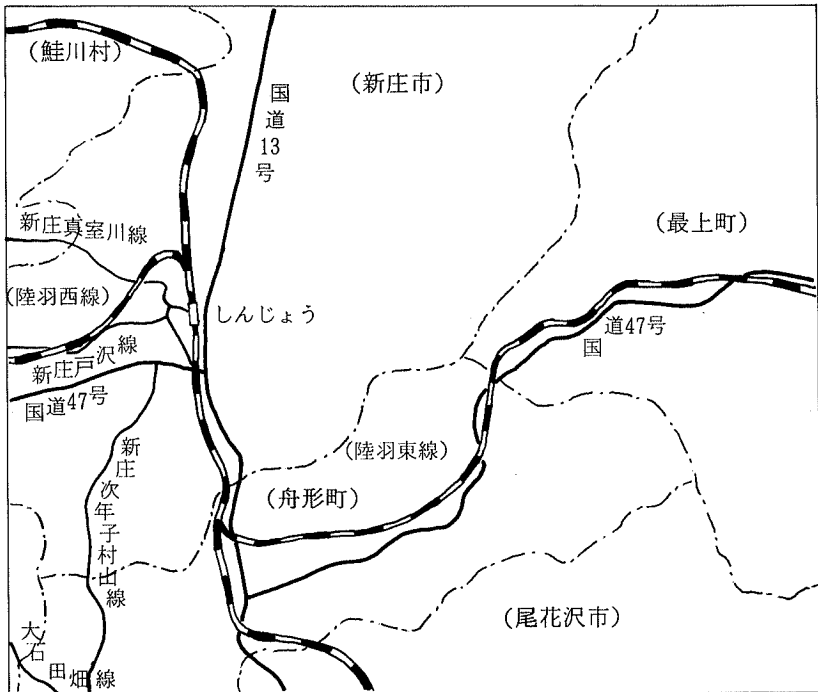 (鮭川村)
(新庄市)
国道13号
(最上町)
新庄真室川線
(陸羽西線)
しんじょう
国道47号
新庄戸沢線
国道47号
(陸羽東線)
新庄次年子村山線
(舟形町)
(尾花沢市)
大石田畑線